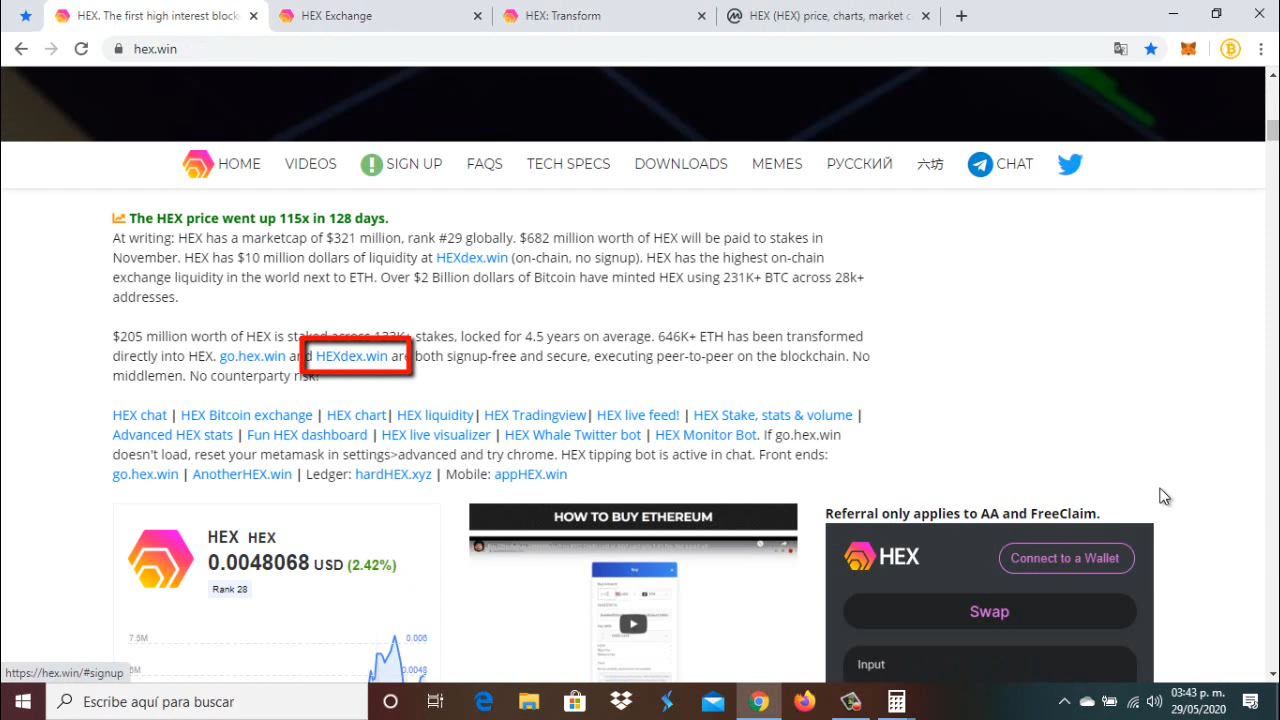 HEX. The first high interest block
HEX Exchange
HEX: Transform
HEX (HEX) price, charts, market c
hex.win
HOME
VIDEOS
SIGN UP
FAQS
TECH SPECS
DOWNLOADS
MEMES
РУССКИЙ
六坊
CHAT
The HEX price went up 115x in 128 days.
At writing: HEX has a marketcap of $321 million, rank #29 globally. $682 million worth of HEX will be paid to stakes in
November. HEX has $10 million dollars of liquidity at HEXdex.win (on-chain, no signup). HEX has the highest on-chain
exchange liquidity in the world next to ETH. Over $2 Billion dollars of Bitcoin have minted HEX using 231K+ BTC across 28k+
addresses.
$205 million worth of HEX is staked across 133K+ stakes, locked for 4.5 years on average. 646K+ ETH has been transformed
directly into HEX. go.hex.win and HEXdex.win are both signup-free and secure, executing peer-to-peer on the blockchain. No
middlemen. No counterparty risk!
HEX chat | HEX Bitcoin exchange | HEX chart| HEX liquidity| HEX Tradingview| HEX live feed! | HEX Stake, stats & volume |
Advanced HEX stats | Fun HEX dashboard | HEX live visualizer | HEX Whale Twitter bot | HEX Monitor Bot. If go.hex.win
doesn't load, reset your metamask in settings>advanced and try chrome. HEX tipping bot is active in chat. Front ends:
go.hex.win | AnotherHEX.win | Ledger: hardHEX.xyz | Mobile: appHEX.win
HEX HEX
0.0048068 USD (2.42%)
Rank 28
7.5M
0.006
6M
0.0048
HOW TO BUY ETHEREUM
Referral only applies to AA and FreeClaim.
HEX
Connect to a Wallet
Swap
Input
https://hex.win/#signup
Escribe aquí para buscar
03:43 p. m.
29/05/2020